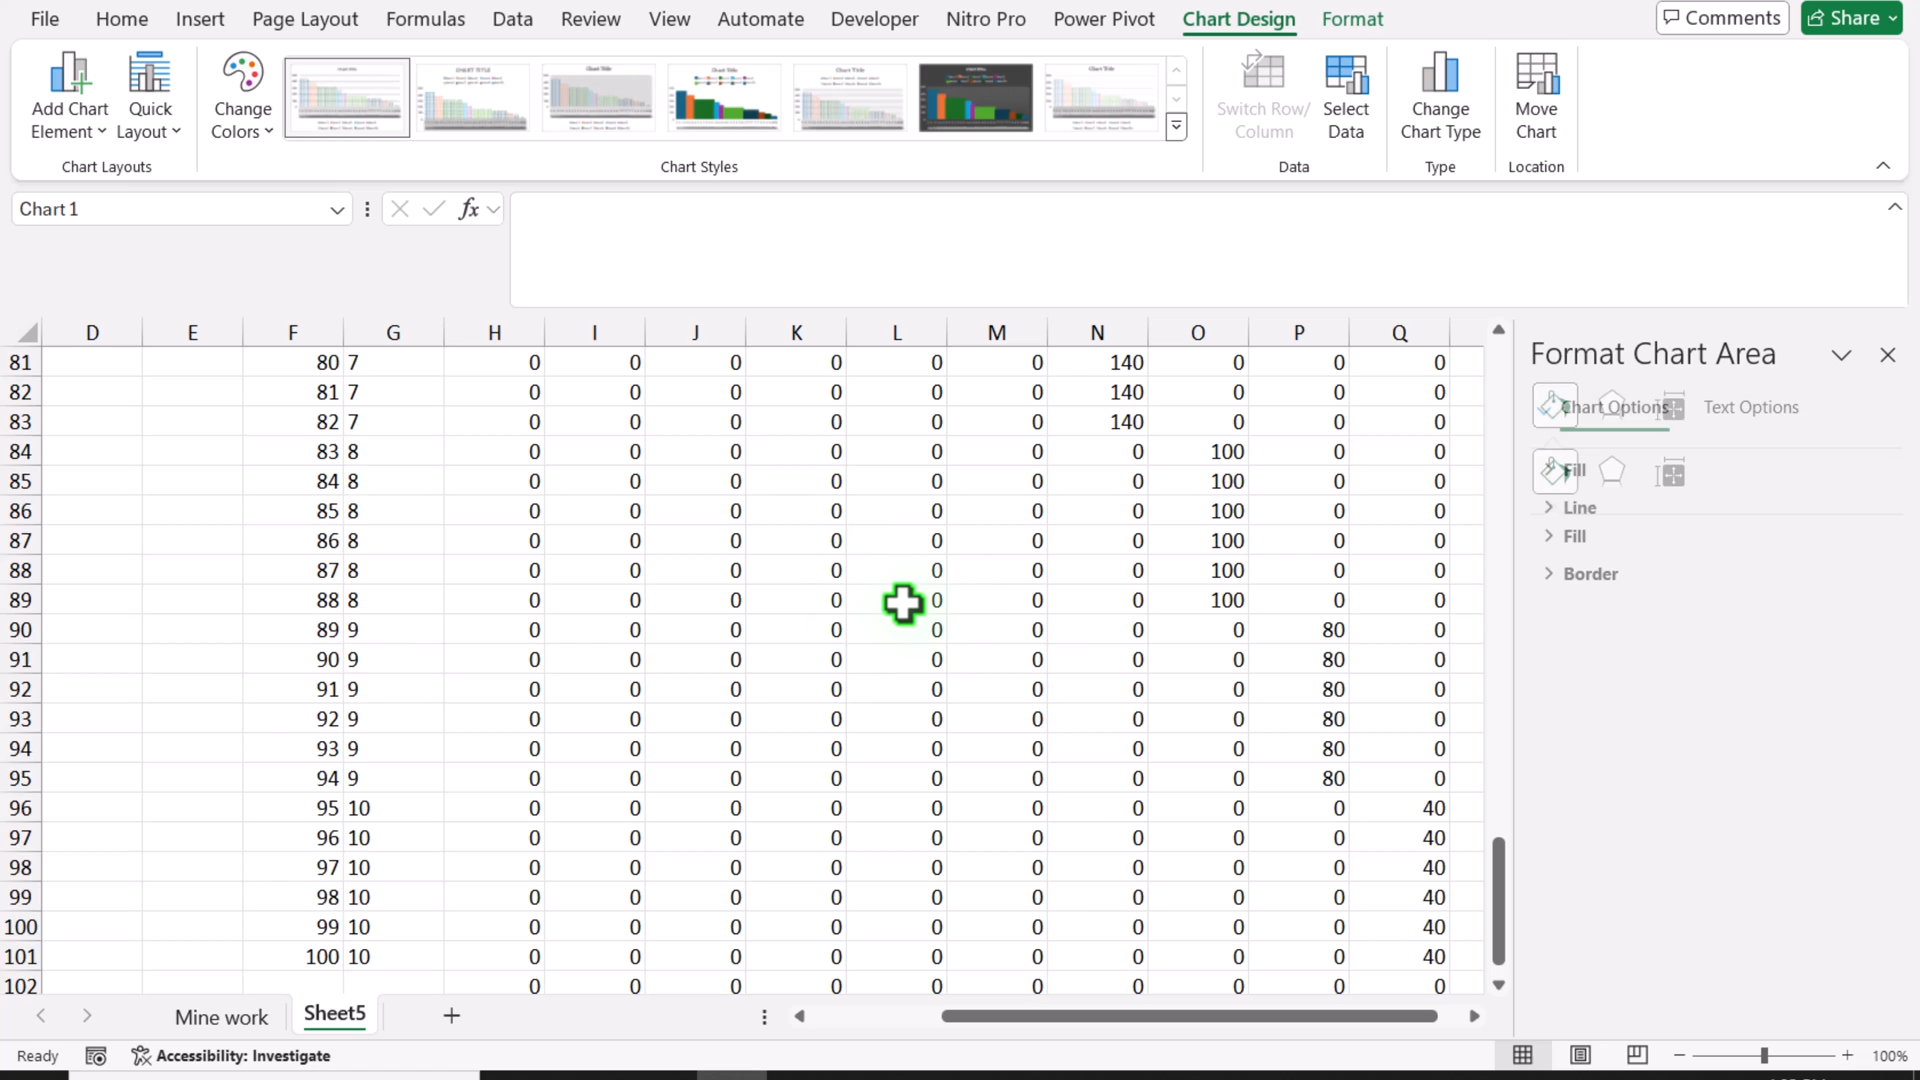 File Home Insert Page Layout Formulas Data Review View Automate Developer Nitro Pro Power Pivot Chart Design Format Comments Share
Add Chart Element Quick Layout Change Colors Switch Row/ Column Select Data Change Chart Type Move Chart
Chart Layouts Chart Styles Data Type Location
Chart 1 fx
D E F G H I J K L M N O P Q
81 80 7 0 0 0 0 0 0 140 0 0 0
82 81 7 0 0 0 0 0 0 140 0 0 0
83 82 7 0 0 0 0 0 0 140 0 0 0
84 83 8 0 0 0 0 0 0 0 100 0 0
85 84 8 0 0 0 0 0 0 0 100 0 0
86 85 8 0 0 0 0 0 0 0 100 0 0
87 86 8 0 0 0 0 0 0 0 100 0 0
88 87 8 0 0 0 0 0 0 0 100 0 0
89 88 8 0 0 0 0 0 0 0 100 0 0
90 89 9 0 0 0 0 0 0 0 0 80 0
91 90 9 0 0 0 0 0 0 0 0 80 0
92 91 9 0 0 0 0 0 0 0 0 80 0
93 92 9 0 0 0 0 0 0 0 0 80 0
94 93 9 0 0 0 0 0 0 0 0 80 0
95 94 9 0 0 0 0 0 0 0 0 80 0
96 95 10 0 0 0 0 0 0 0 0 0 40
97 96 10 0 0 0 0 0 0 0 0 0 40
98 97 10 0 0 0 0 0 0 0 0 0 40
99 98 10 0 0 0 0 0 0 0 0 0 40
100 99 10 0 0 0 0 0 0 0 0 0 40
101 100 10 0 0 0 0 0 0 0 0 0 40
102 0 0 0 0 0 0 0 0 0 0
Format Chart Area
Chart Options Text Options
Fill
Line
Fill
Border
Mine work Sheet5
Ready Accessibility: Investigate 100%